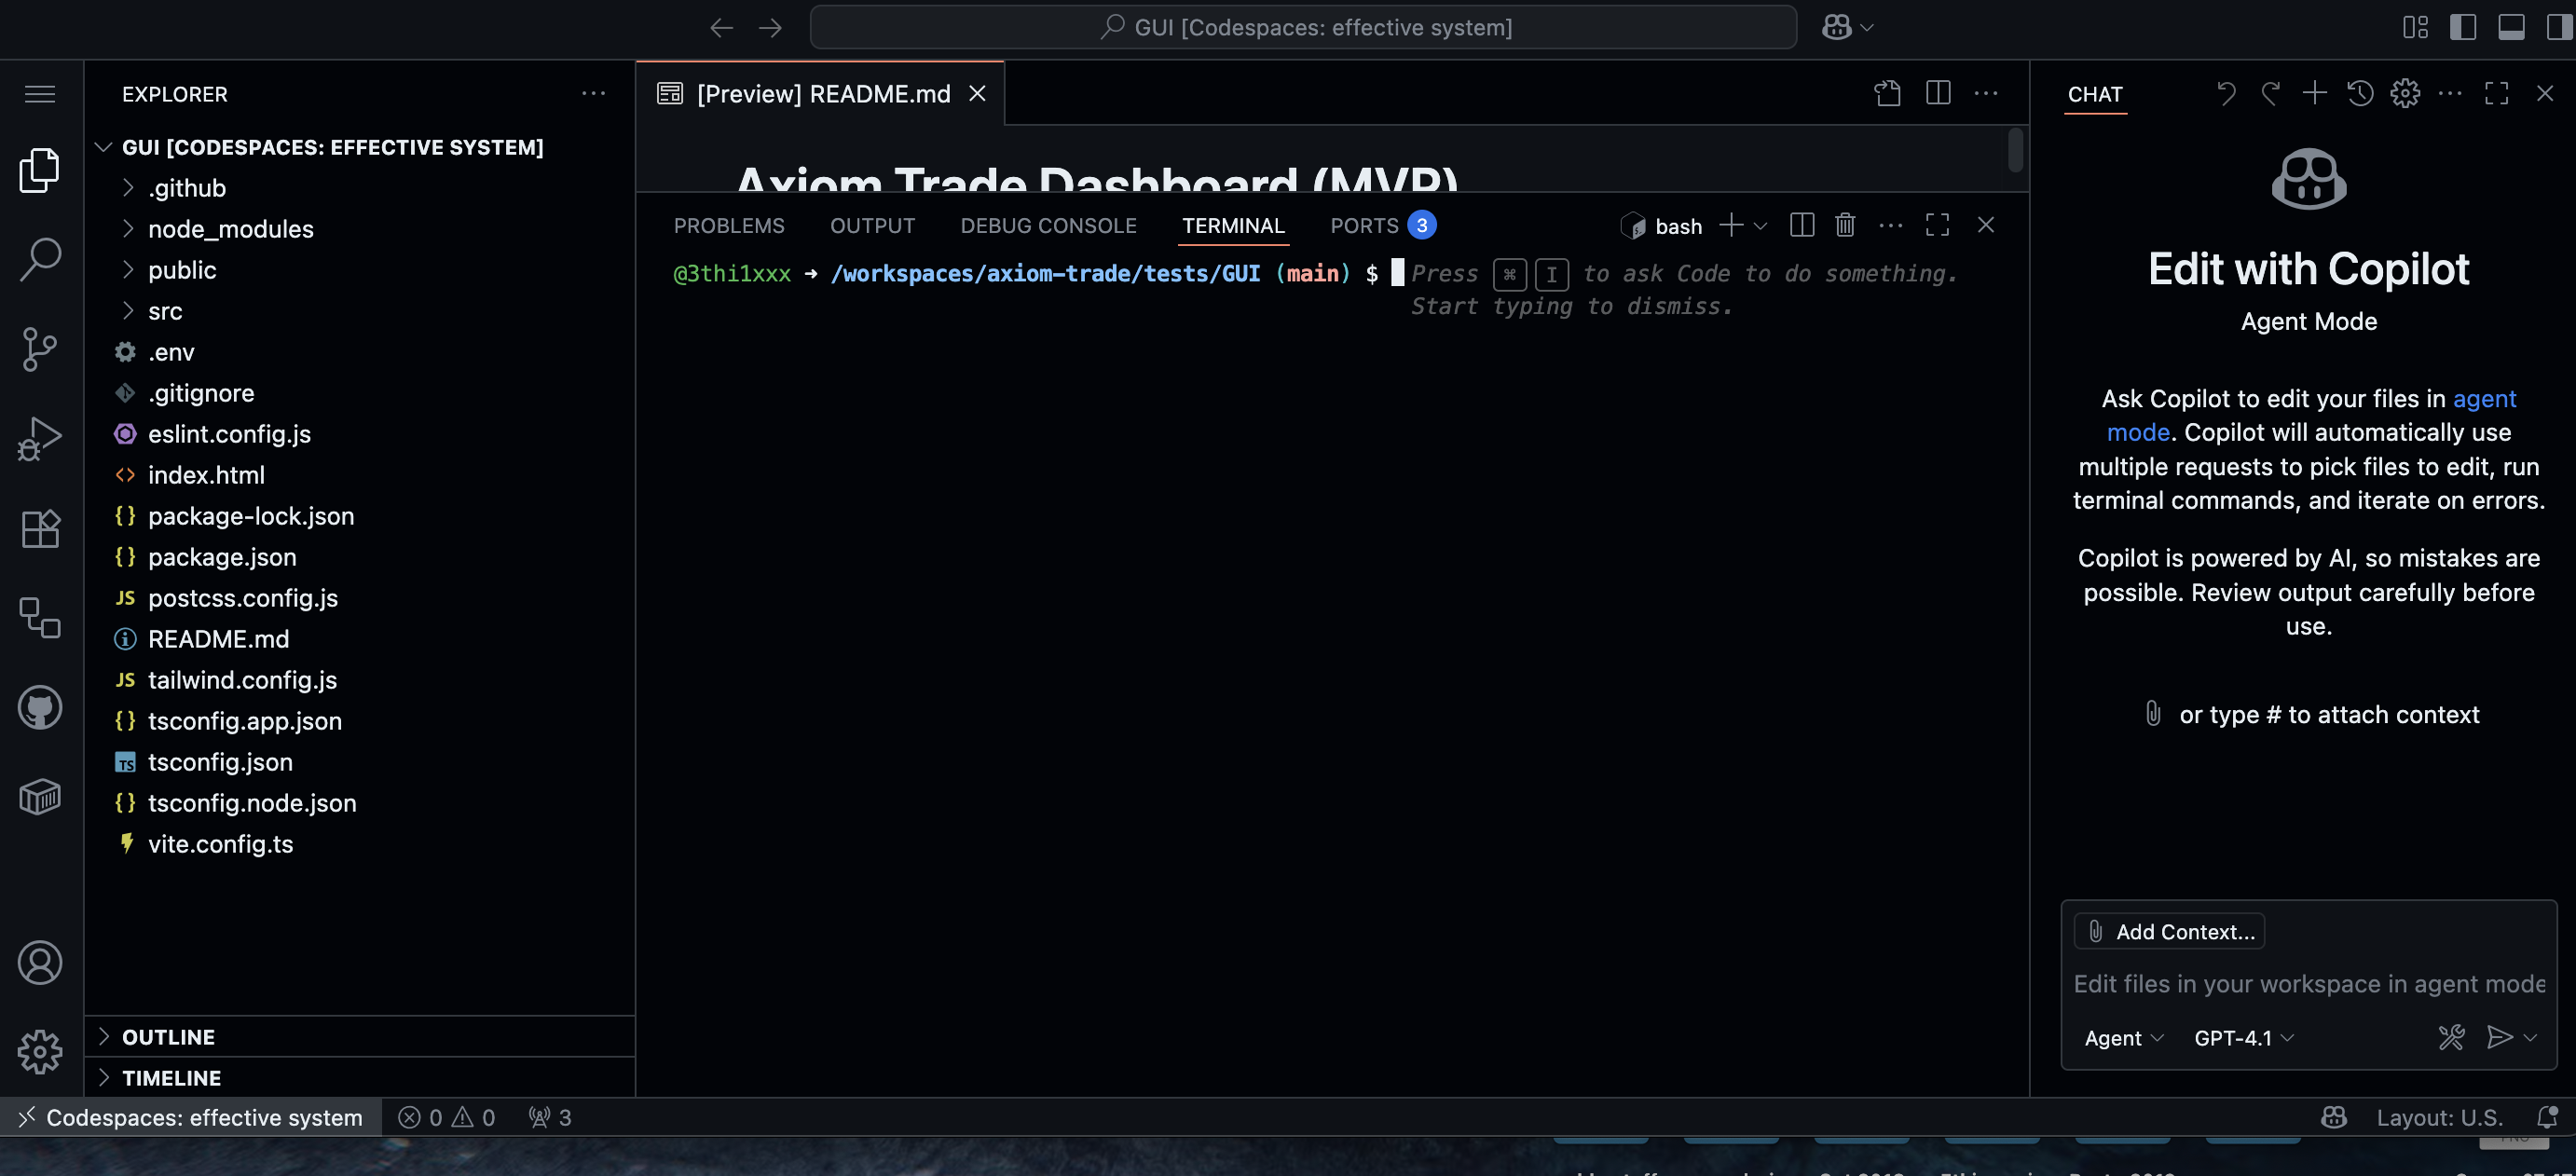 GUI [Codespaces: effective system]
EXPLORER
GUI [CODESPACES: EFFECTIVE SYSTEM]
.github
node_modules
public
src
.env
.gitignore
eslint.config.js
index.html
package-lock.json
package.json
postcss.config.js
README.md
tailwind.config.js
tsconfig.app.json
tsconfig.json
tsconfig.node.json
vite.config.ts
OUTLINE
TIMELINE
[Preview] README.md
Axiom Trade Dashboard (MVP)
PROBLEMS OUTPUT DEBUG CONSOLE TERMINAL PORTS 3 bash
@3thi1xxx → /workspaces/axiom-trade/tests/GUI (main) $ Press ⌘ I to ask Code to do something.
Start typing to dismiss.
CHAT
Edit with Copilot
Agent Mode
Ask Copilot to edit your files in agent
mode. Copilot will automatically use
multiple requests to pick files to edit, run
terminal commands, and iterate on errors.
Copilot is powered by AI, so mistakes are
possible. Review output carefully before
use.
or type # to attach context
Add Context...
Edit files in your workspace in agent mode
Agent GPT-4.1
Codespaces: effective system 0 0 3 Layout: U.S.